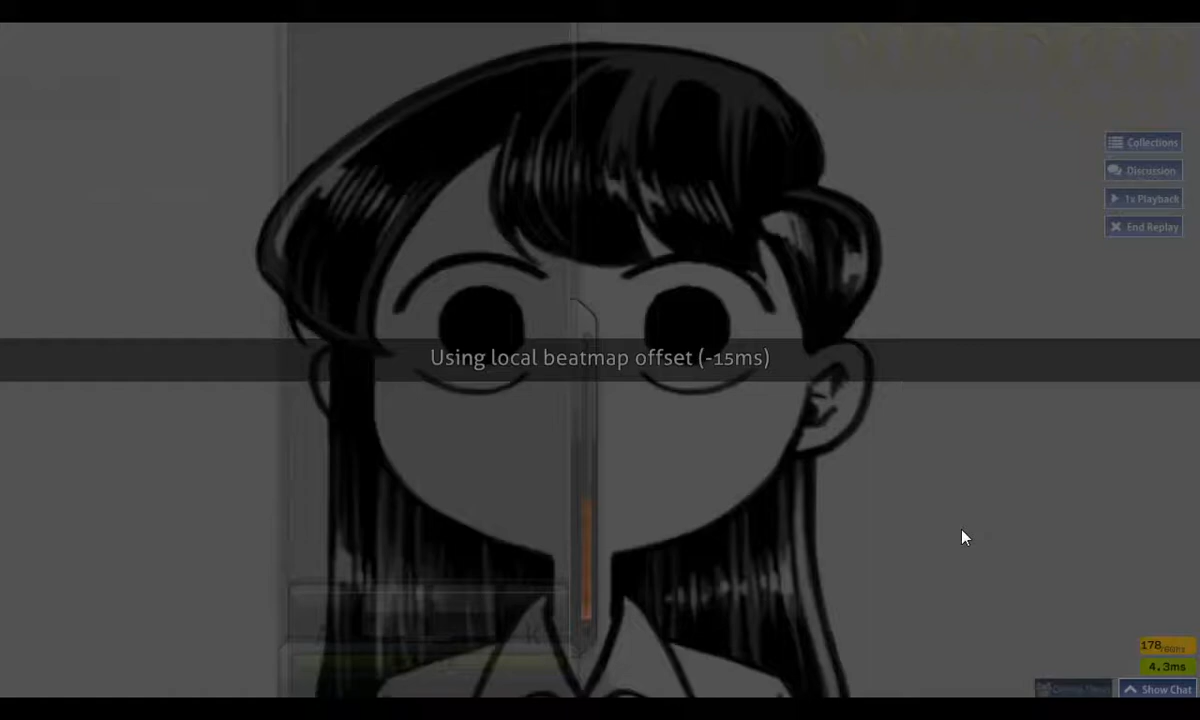 Collections
Discussion
1x Playback
End Replay
Using local beatmap offset (-15ms)
178
4.3ms
Show Chat